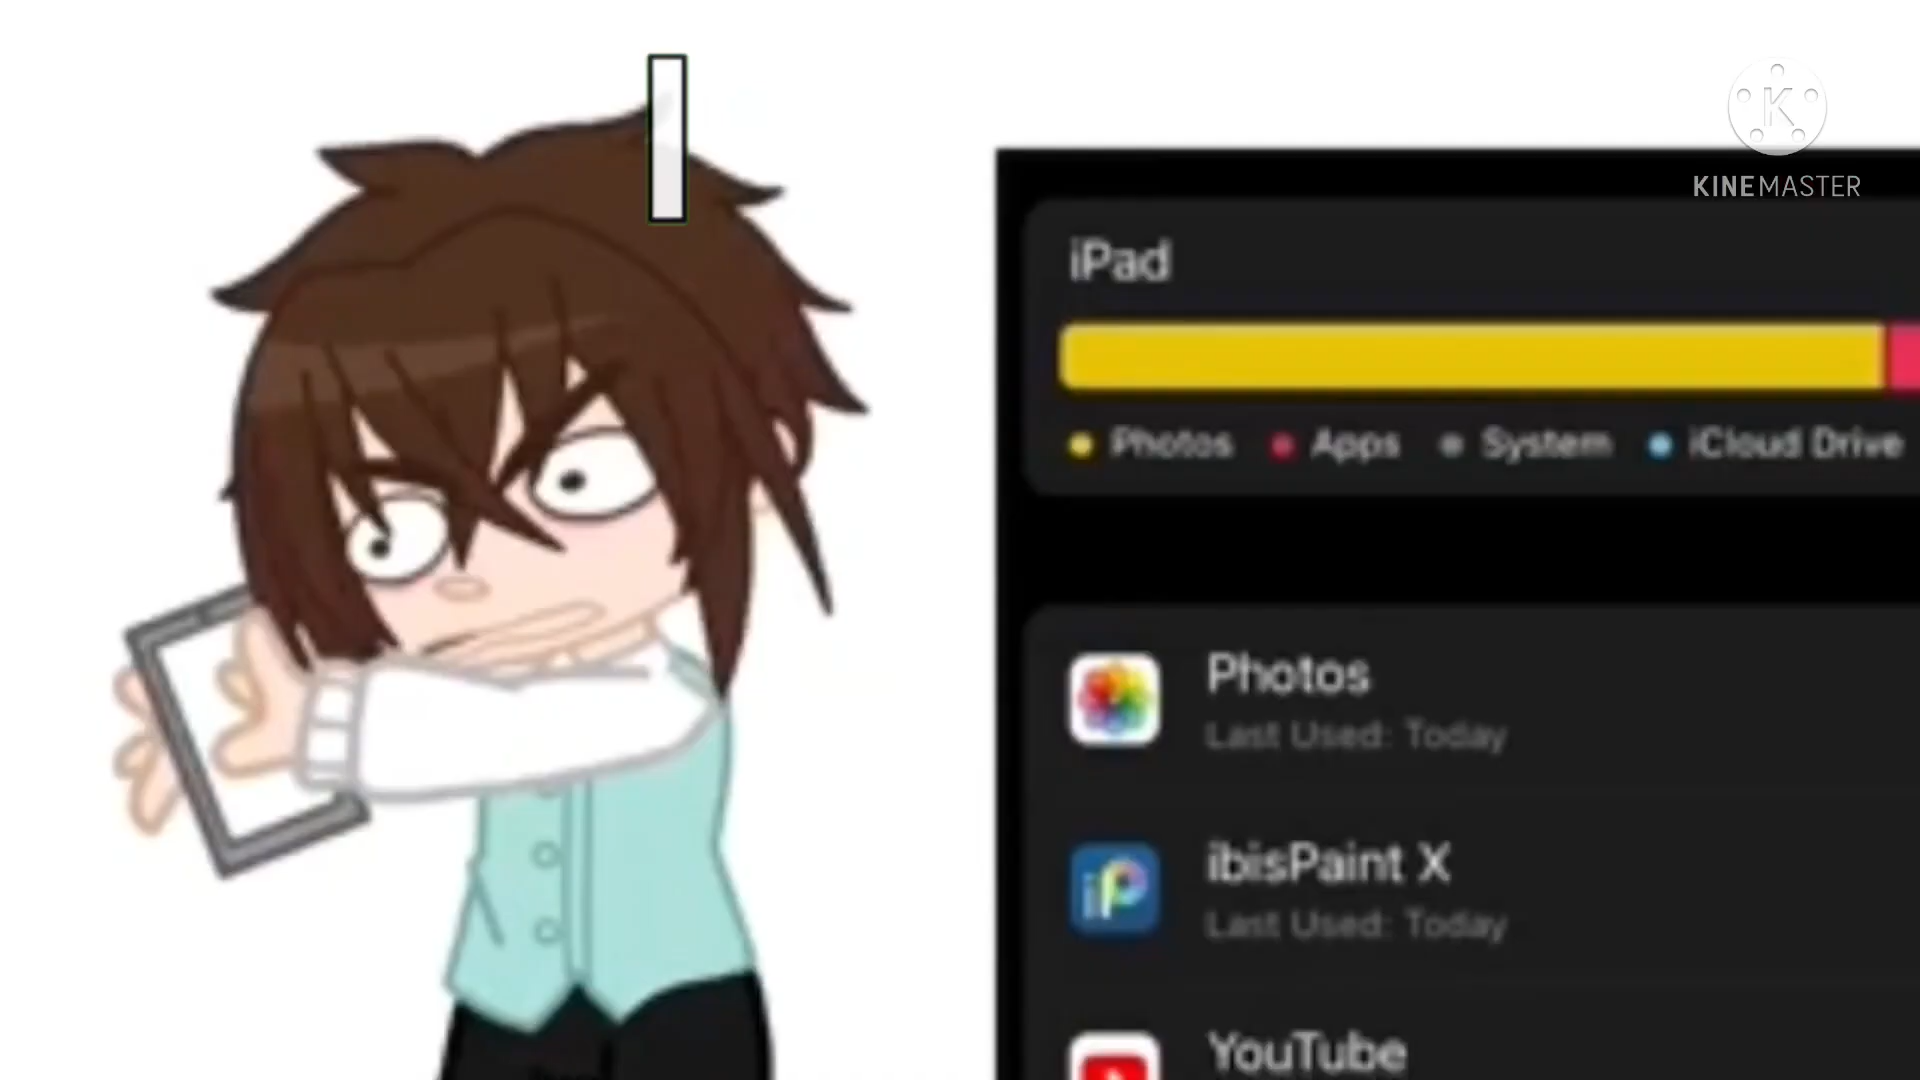 I
KINEMASTER
iPad
Photos Apps System iCloud Drive
Photos
Last Used: Today
ibisPaint X
Last Used: Today
YouTube